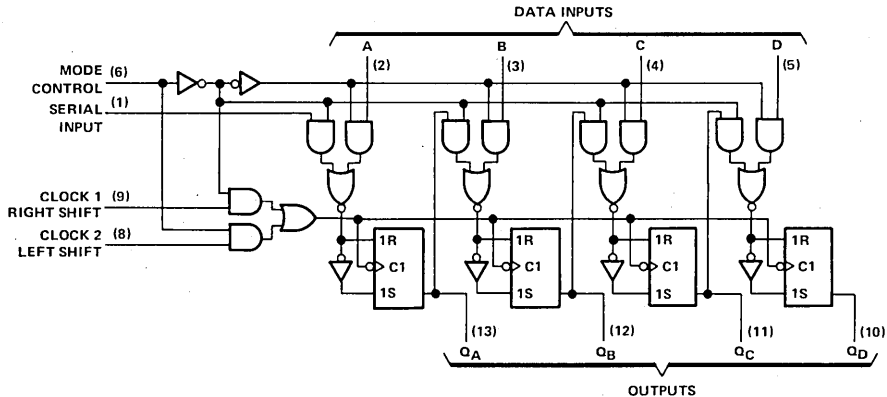 DATA INPUTS
A B C D
(2) (3) (4) (5)
MODE (6)
CONTROL
SERIAL (1)
INPUT
CLOCK 1 (9)
RIGHT SHIFT
CLOCK 2 (8)
LEFT SHIFT
1R 1R 1R 1R
C1 C1 C1 C1
1S 1S 1S 1S
(13) (12) (11) (10)
QA QB QC QD
OUTPUTS